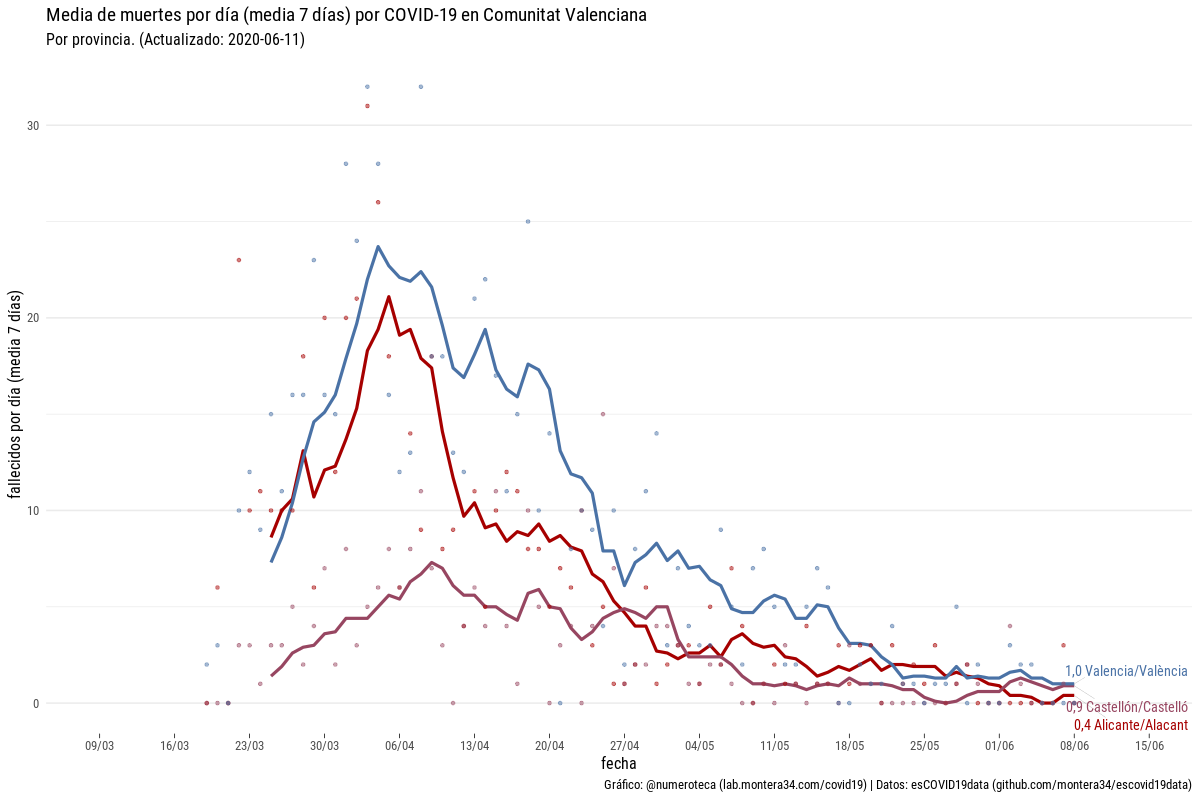 Media de muertes por día (media 7 días) por COVID-19 en Comunitat Valenciana
Por provincia. (Actualizado: 2020-06-11)
fallecidos por día (media 7 días)
30
20
10
0
1,0 Valencia/València
0,9 Castellón/Castelló
0,4 Alicante/Alacant
09/03 16/03 23/03 30/03 06/04 13/04 20/04 27/04 04/05 11/05 18/05 25/05 01/06 08/06 15/06
fecha
Gráfico: @numeroteca (lab.montera34.com/covid19) | Datos: esCOVID19data (github.com/montera34/escovid19data)